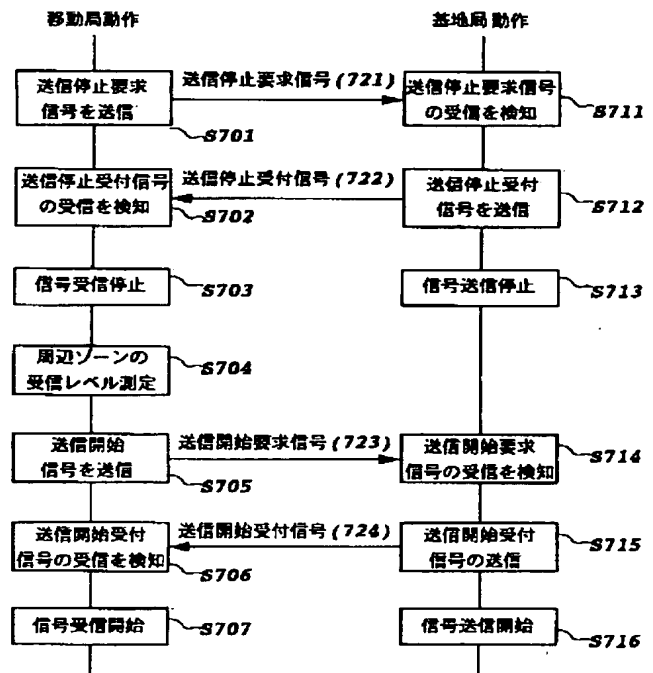 移動局動作
基地局動作
送信停止要求
信号を送信
S701
送信停止要求信号(721)
送信停止要求信号
の受信を検知
S711
送信停止受付信号
の受信を検知
S702
送信停止受付信号(722)
送信停止受付
信号を送信
S712
信号受信停止
S703
信号送信停止
S713
周辺ゾーンの
受信レベル測定
S704
送信開始
信号を送信
S705
送信開始要求信号(723)
送信開始要求
信号の受信を検知
S714
送信開始受付
信号の受信を検知
S706
送信開始受付信号(724)
送信開始受付
信号の送信
S715
信号受信開始
S707
信号送信開始
S716